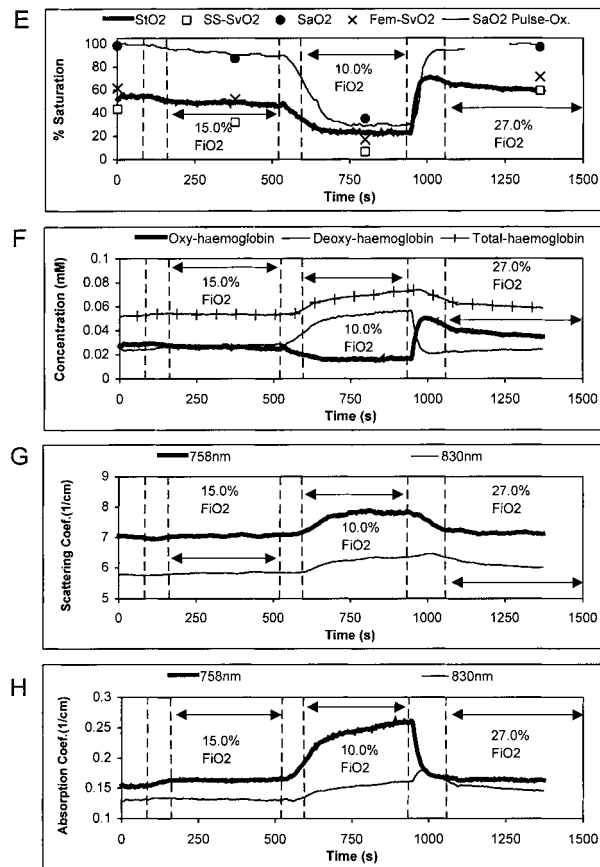 E
StO2 SS-SvO2 SaO2 Fem-SvO2 SaO2 Pulse-Ox.
% Saturation
100
80
60
40
20
0
15.0%
FiO2
10.0%
FiO2
27.0%
FiO2
0 250 500 750 1000 1250 1500
Time (s)
F
Oxy-haemoglobin Deoxy-haemoglobin Total-haemoglobin
Concentration (mM)
0.1
0.08
0.06
0.04
0.02
0
15.0%
FiO2
10.0%
FiO2
27.0%
FiO2
0 250 500 750 1000 1250 1500
Time (s)
G
758nm 830nm
Scattering Coef.(1/cm)
9
8
7
6
5
15.0%
FiO2
10.0%
FiO2
27.0%
FiO2
0 250 500 750 1000 1250 1500
Time (s)
H
758nm 830nm
Absorption Coef.(1/cm)
0.3
0.25
0.2
0.15
0.1
15.0%
FiO2
10.0%
FiO2
27.0%
FiO2
0 250 500 750 1000 1250 1500
Time (s)